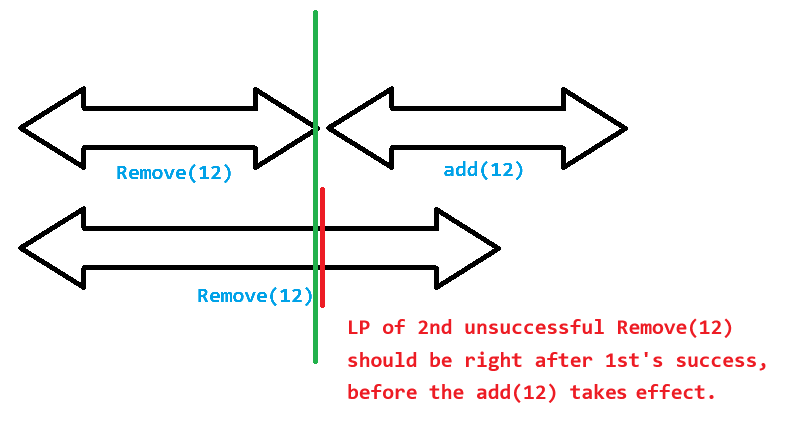 Remove(12)
add(12)
Remove(12)
LP of 2nd unsuccessful Remove(12)
should be right after 1st's success,
before the add(12) takes effect.